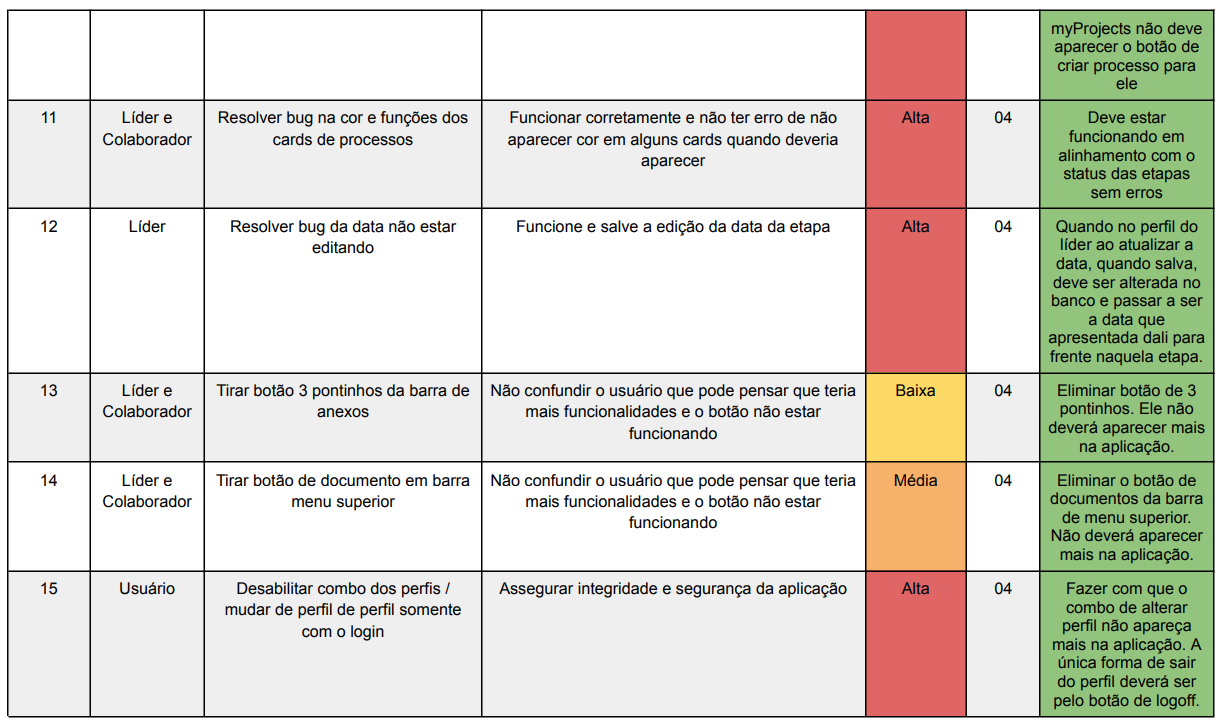 myProjects não deve
aparecer o botão de
criar processo para
ele
11
Líder e
Colaborador
Resolver bug na cor e funções dos
cards de processos
Funcionar corretamente e não ter erro de não
aparecer cor em alguns cards quando deveria
aparecer
Alta
04
Deve estar
funcionando em
alinhamento com o
status das etapas
sem erros
12
Líder
Resolver bug da data não estar
editando
Funcione e salve a edição da data da etapa
Alta
04
Quando no perfil do
líder ao atualizar a
data, quando salva,
deve ser alterada no
banco e passar a ser
a data que
apresentada dali para
frente naquela etapa.
13
Líder e
Colaborador
Tirar botão 3 pontinhos da barra de
anexos
Não confundir o usuário que pode pensar que teria
mais funcionalidades e o botão não estar
funcionando
Baixa
04
Eliminar botão de 3
pontinhos. Ele não
deverá aparecer mais
na aplicação.
14
Líder e
Colaborador
Tirar botão de documento em barra
menu superior
Não confundir o usuário que pode pensar que teria
mais funcionalidades e o botão não estar
funcionando
Média
04
Eliminar o botão de
documentos da barra
de menu superior.
Não deverá aparecer
mais na aplicação.
15
Usuário
Desabilitar combo dos perfis /
mudar de perfil de perfil somente
com o login
Assegurar integridade e segurança da aplicação
Alta
04
Fazer com que o
combo de alterar
perfil não apareça
mais na aplicação. A
única forma de sair
do perfil deverá ser
pelo botão de logoff.